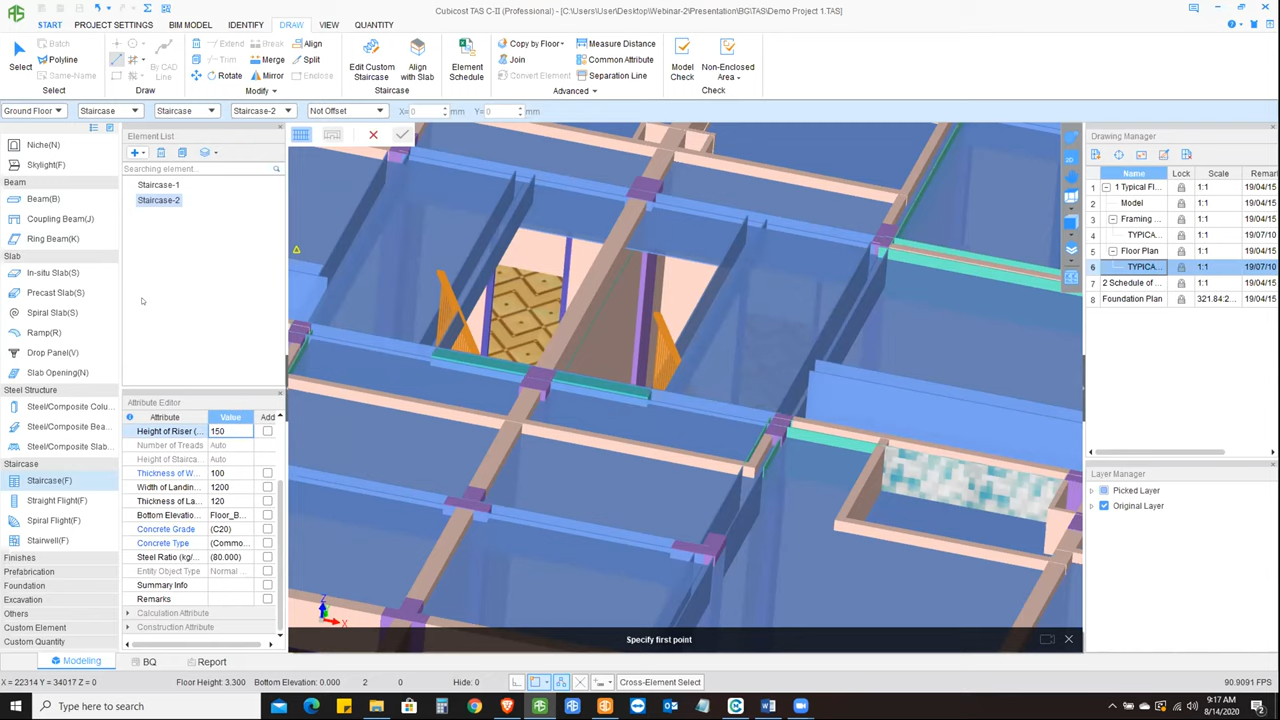 Cubicost TAS C-II (Professional) - [C:\Users\User\Desktop\Webinar-2\Presentation\BG\TAS\Demo Project 1.TAS]
START PROJECT SETTINGS BIM MODEL IDENTIFY DRAW VIEW QUANTITY
Batch Extend Break Align Copy by Floor Measure Distance
Polyline Trim Merge Split Join Common Attribute
Same-Name Rotate Mirror Enclose Convert Element Separation Line
Select By CAD Line Edit Custom Staircase Align with Slab Element Schedule Model Check Non-Enclosed Area
Select Draw Modify Staircase Advanced Check
Ground Floor Staircase Staircase Staircase-2 Not Offset X= 0 mm Y= 0 mm
Niche(N)
Skylight(F)
Beam
Beam(B)
Coupling Beam(J)
Ring Beam(K)
Slab
In-situ Slab(S)
Precast Slab(S)
Spiral Slab(S)
Ramp(R)
Drop Panel(V)
Slab Opening(N)
Steel Structure
Steel/Composite Colu...
Steel/Composite Bea...
Steel/Composite Slab...
Staircase
Staircase(F)
Straight Flight(F)
Spiral Flight(F)
Stairwell(F)
Finishes
Prefabrication
Foundation
Excavation
Others
Custom Element
Custom Quantity
Element List
Searching element...
Staircase-1
Staircase-2
Attribute Editor
Attribute Value Add
Height of Riser (... 150
Number of Treads Auto
Height of Stairca... Auto
Thickness of W... 100
Width of Landin... 1200
Thickness of La... 120
Bottom Elevatio... Floor_B...
Concrete Grade (C20)
Concrete Type (Commo...
Steel Ratio (kg/... (80.000)
Entity Object Type Normal ...
Summary Info
Remarks
Calculation Attribute
Construction Attribute
Z
X
Specify first point
Drawing Manager
Name Lock Scale Remar
1 1 Typical Fl... 1:1 19/04/15
2 Model 1:1 19/04/15
3 Framing ... 1:1 19/04/15
4 TYPICA... 1:1 19/07/10
5 Floor Plan 1:1 19/04/15
6 TYPICA... 1:1 19/07/10
7 2 Schedule of ... 1:1 19/04/15
8 Foundation Plan 321.84:2... 19/04/15
Layer Manager
Picked Layer
Original Layer
Modeling BQ Report
X = 22314 Y = 34017 Z = 0 Floor Height: 3.300 Bottom Elevation: 0.000 2 0 Hide: 0 Cross-Element Select 90.9091 FPS
Type here to search
9:17 AM
8/14/2020